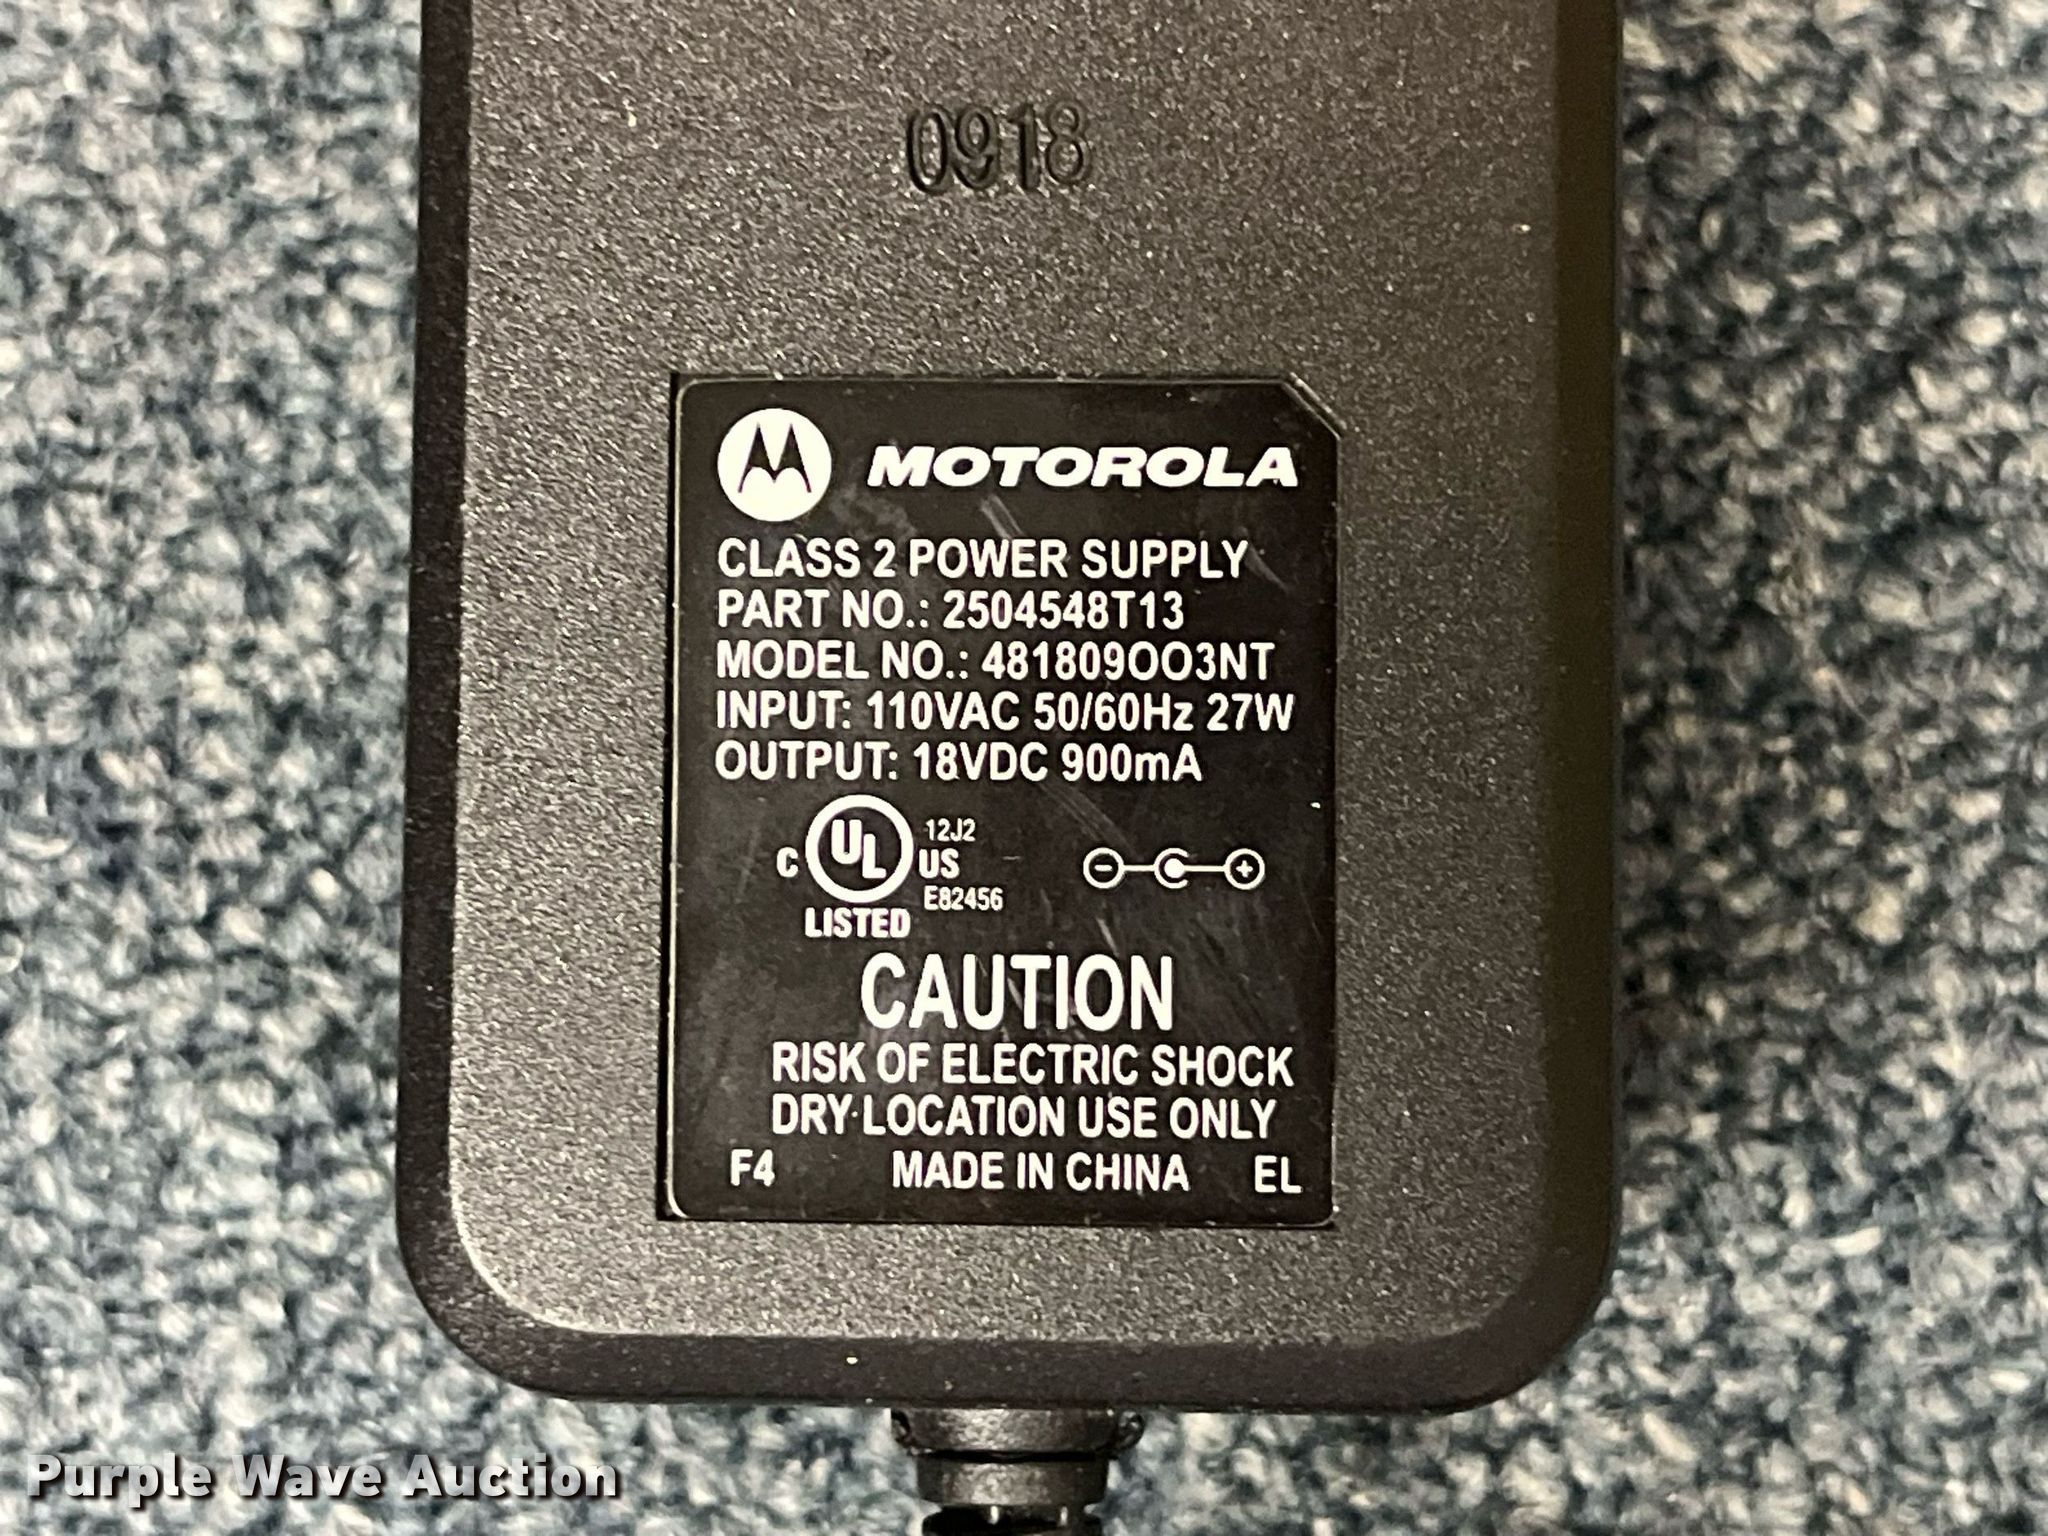 0918
MOTOROLA
CLASS 2 POWER SUPPLY
PART NO.: 2504548T13
MODEL NO.: 481809OO3NT
INPUT: 110VAC 50/60Hz 27W
OUTPUT: 18VDC 900mA
C UL US 12J2
E82456
LISTED
CAUTION
RISK OF ELECTRIC SHOCK
DRY LOCATION USE ONLY
F4 MADE IN CHINA EL
Purple Wave Auction